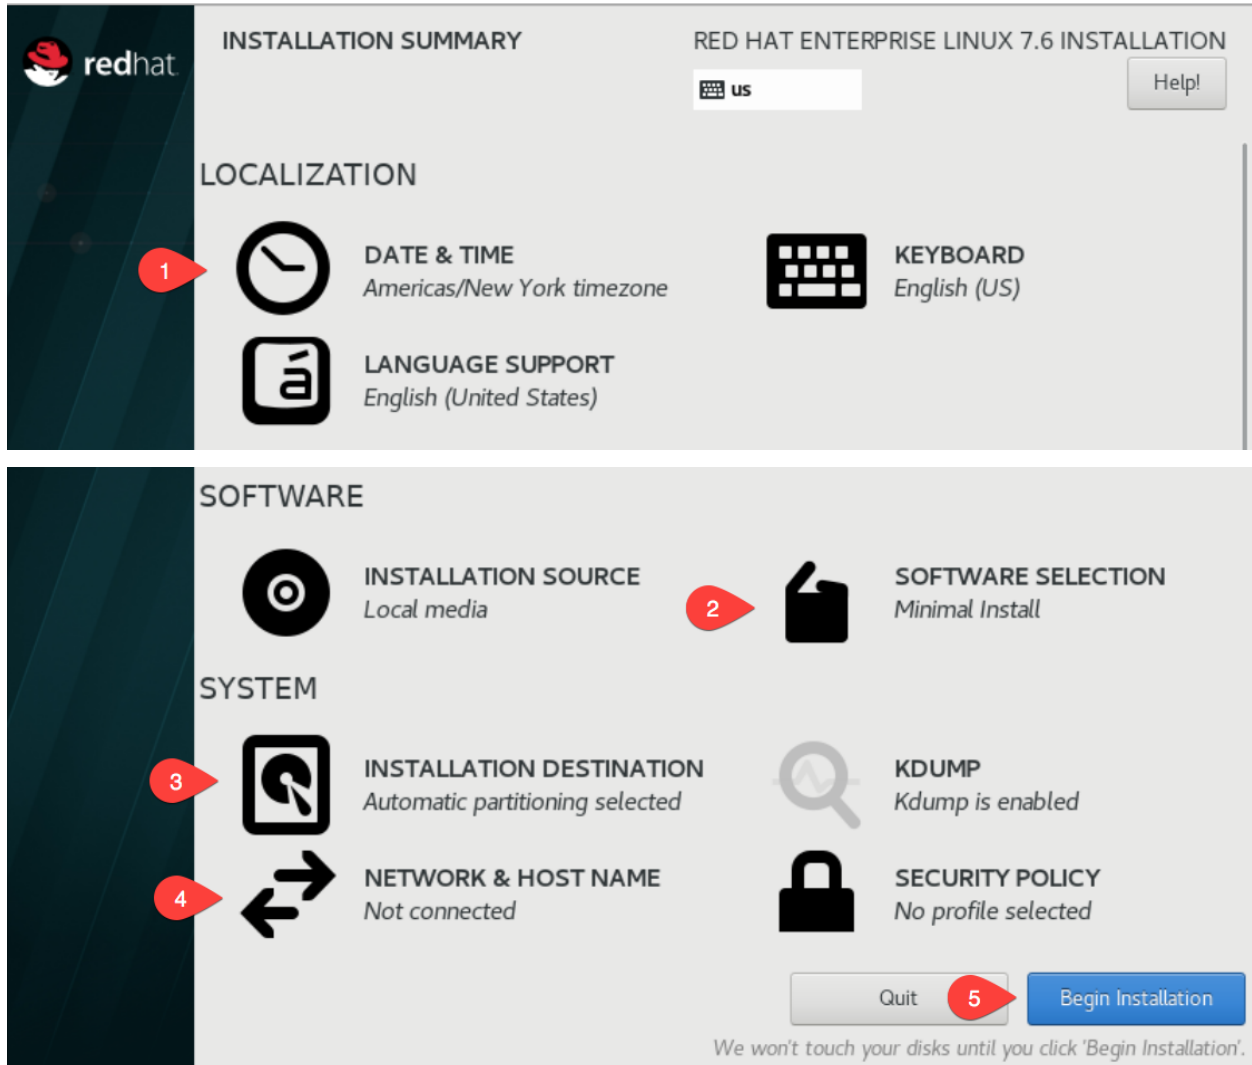 redhat.
INSTALLATION SUMMARY
RED HAT ENTERPRISE LINUX 7.6 INSTALLATION
us
Help!
LOCALIZATION
1
DATE & TIME
Americas/New York timezone
KEYBOARD
English (US)
á
LANGUAGE SUPPORT
English (United States)
SOFTWARE
INSTALLATION SOURCE
Local media
2
SOFTWARE SELECTION
Minimal Install
SYSTEM
3
INSTALLATION DESTINATION
Automatic partitioning selected
KDUMP
Kdump is enabled
4
NETWORK & HOST NAME
Not connected
SECURITY POLICY
No profile selected
Quit
5
Begin Installation
We won't touch your disks until you click 'Begin Installation'.